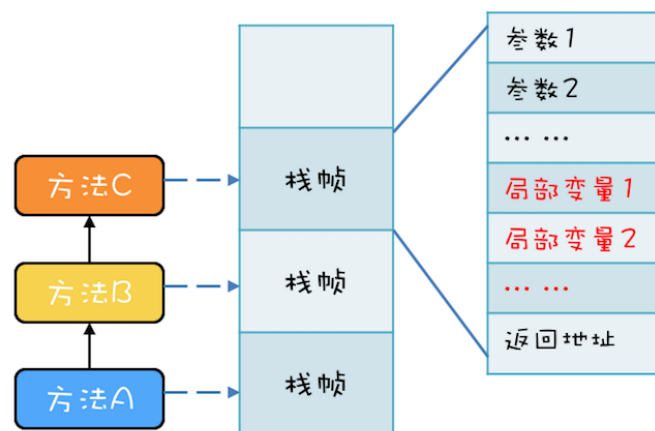 方法C
方法B
方法A
栈帧
栈帧
栈帧
参数1
参数2
... ...
局部变量1
局部变量2
... ...
返回地址